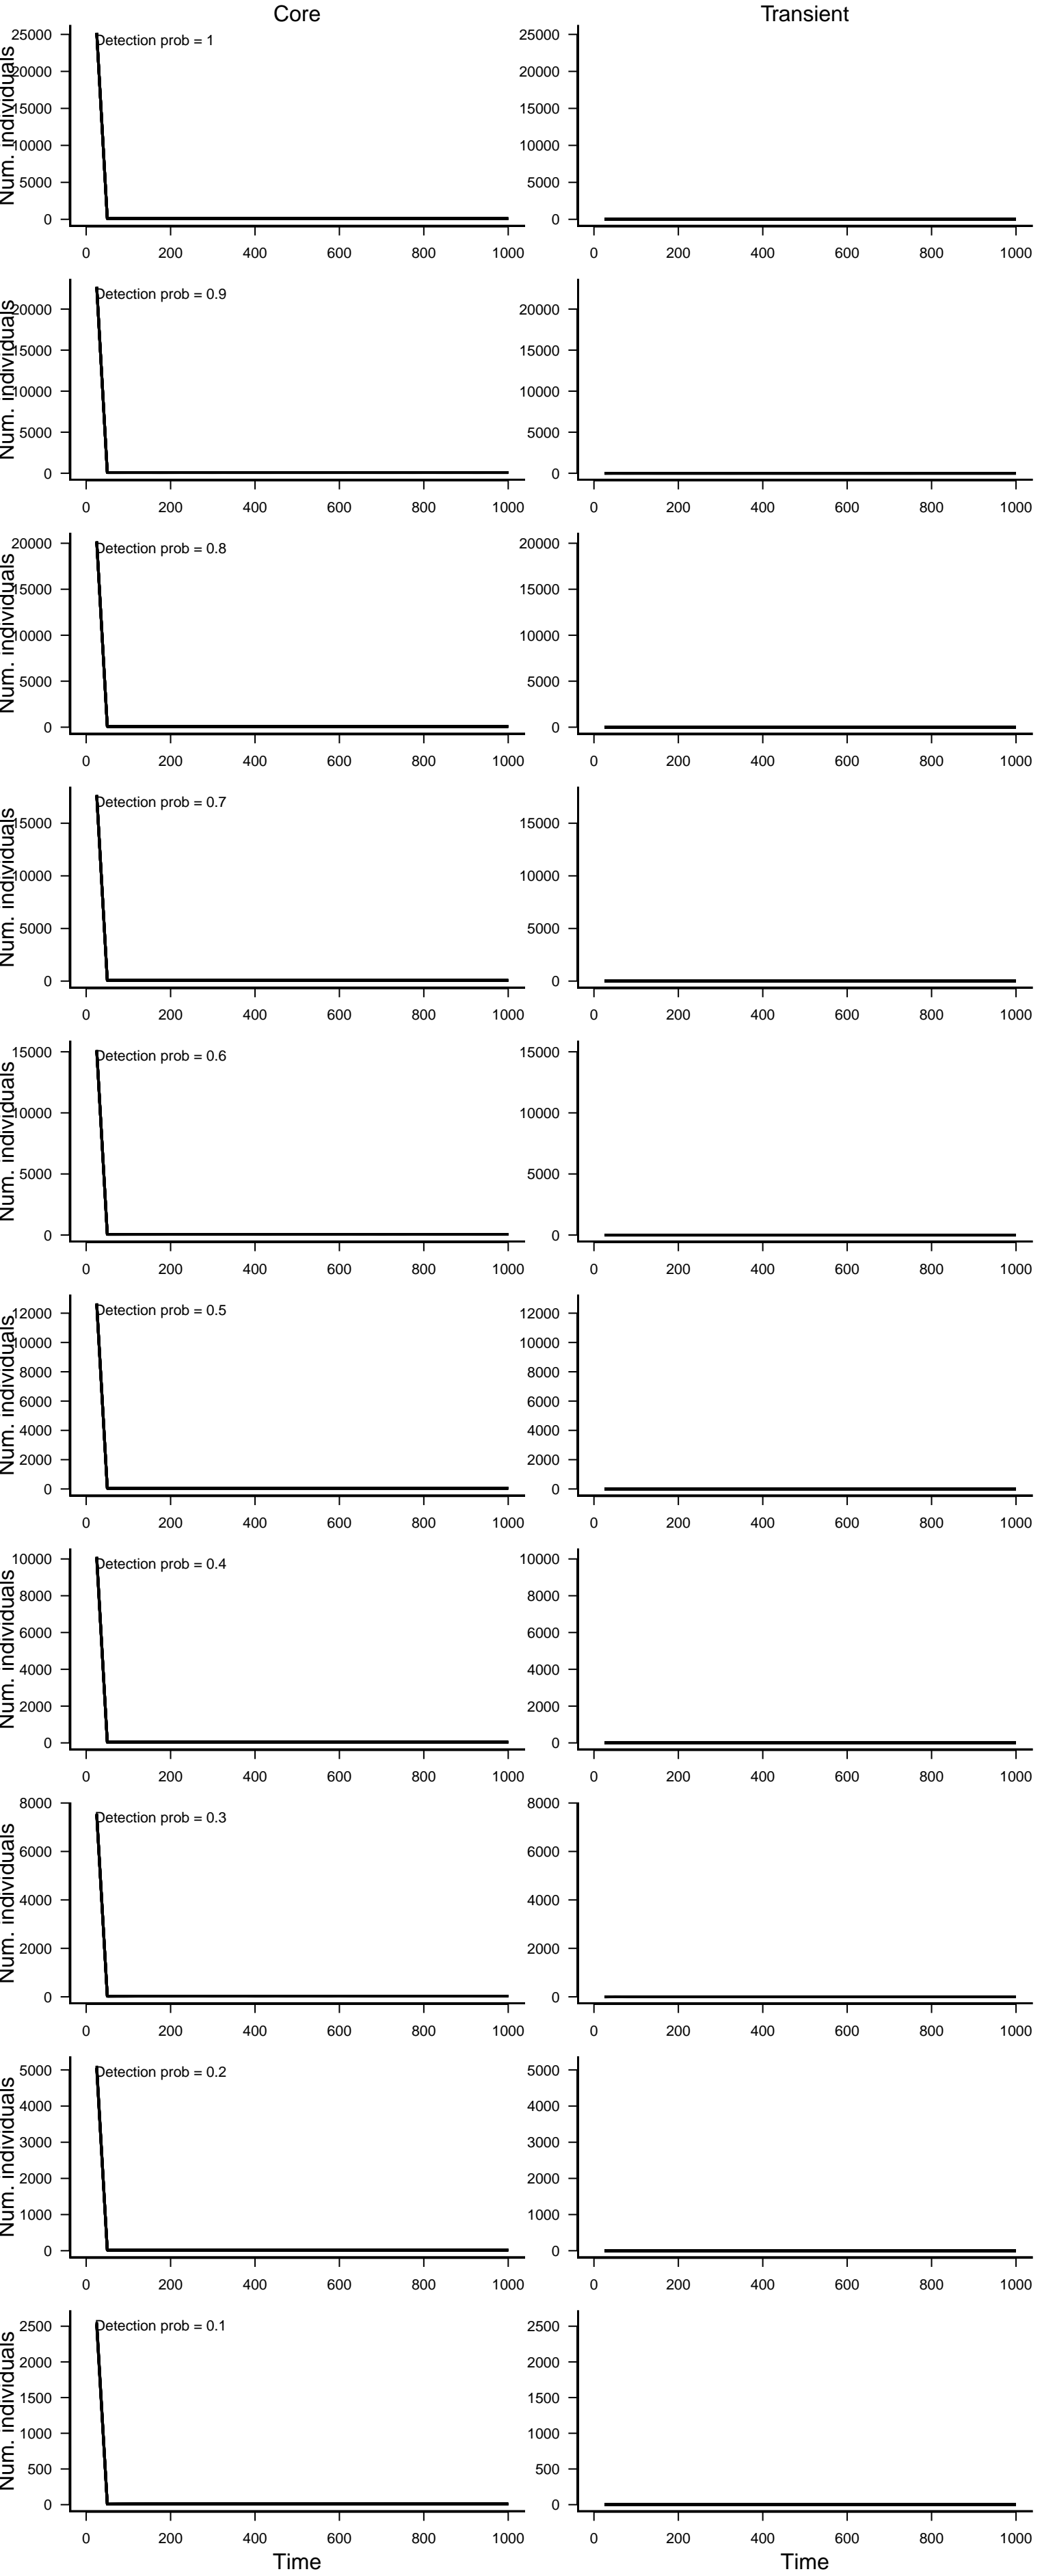 Core Transient
Num. individuals
25000 20000 15000 10000 5000 0
Detection prob = 1
0 200 400 600 800 1000
25000 20000 15000 10000 5000 0
0 200 400 600 800 1000
Num. individuals
20000 15000 10000 5000 0
Detection prob = 0.9
0 200 400 600 800 1000
20000 15000 10000 5000 0
0 200 400 600 800 1000
Num. individuals
20000 15000 10000 5000 0
Detection prob = 0.8
0 200 400 600 800 1000
20000 15000 10000 5000 0
0 200 400 600 800 1000
Num. individuals
15000 10000 5000 0
Detection prob = 0.7
0 200 400 600 800 1000
15000 10000 5000 0
0 200 400 600 800 1000
Num. individuals
15000 10000 5000 0
Detection prob = 0.6
0 200 400 600 800 1000
15000 10000 5000 0
0 200 400 600 800 1000
Num. individuals
12000 10000 8000 6000 4000 2000 0
Detection prob = 0.5
0 200 400 600 800 1000
12000 10000 8000 6000 4000 2000 0
0 200 400 600 800 1000
Num. individuals
10000 8000 6000 4000 2000 0
Detection prob = 0.4
0 200 400 600 800 1000
10000 8000 6000 4000 2000 0
0 200 400 600 800 1000
Num. individuals
8000 6000 4000 2000 0
Detection prob = 0.3
0 200 400 600 800 1000
8000 6000 4000 2000 0
0 200 400 600 800 1000
Num. individuals
5000 4000 3000 2000 1000 0
Detection prob = 0.2
0 200 400 600 800 1000
5000 4000 3000 2000 1000 0
0 200 400 600 800 1000
Num. individuals
2500 2000 1500 1000 500 0
Detection prob = 0.1
0 200 400 600 800 1000
2500 2000 1500 1000 500 0
0 200 400 600 800 1000
Time Time